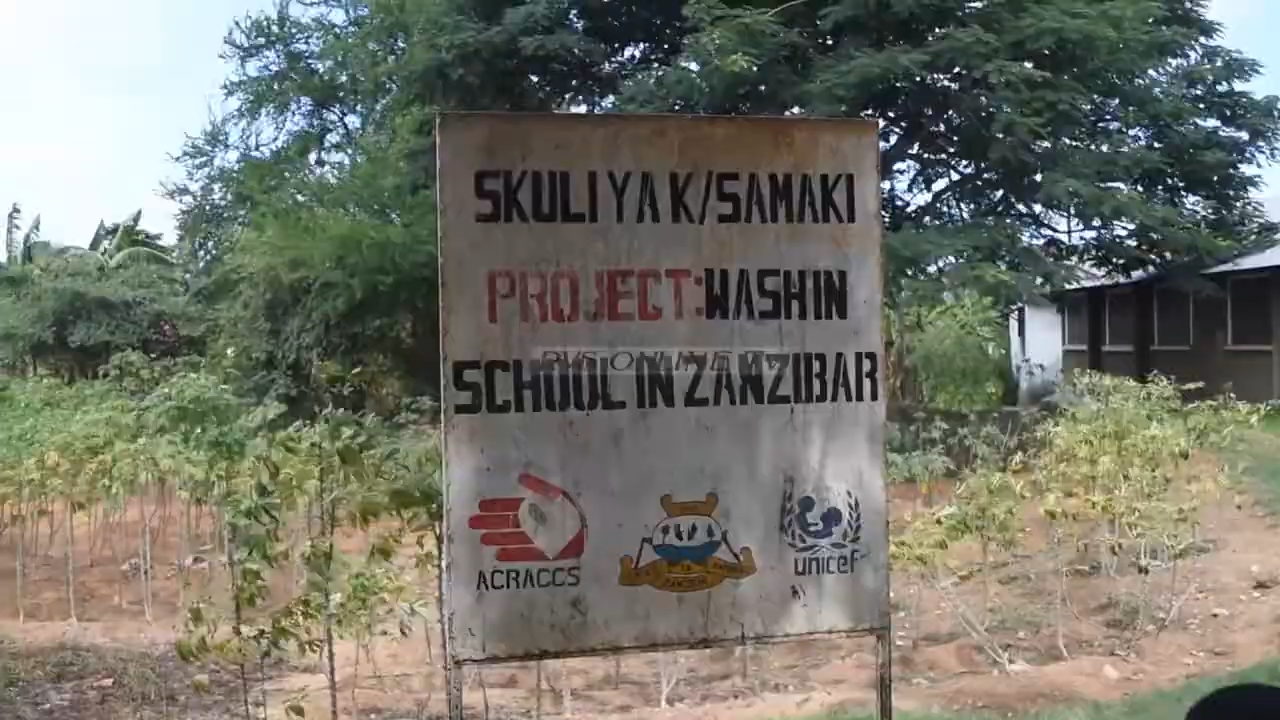 SKULI YA K/SAMAKI
PROJECT:WASHIN
SCHOOL IN ZANZIBAR
ACRACCS
unicef